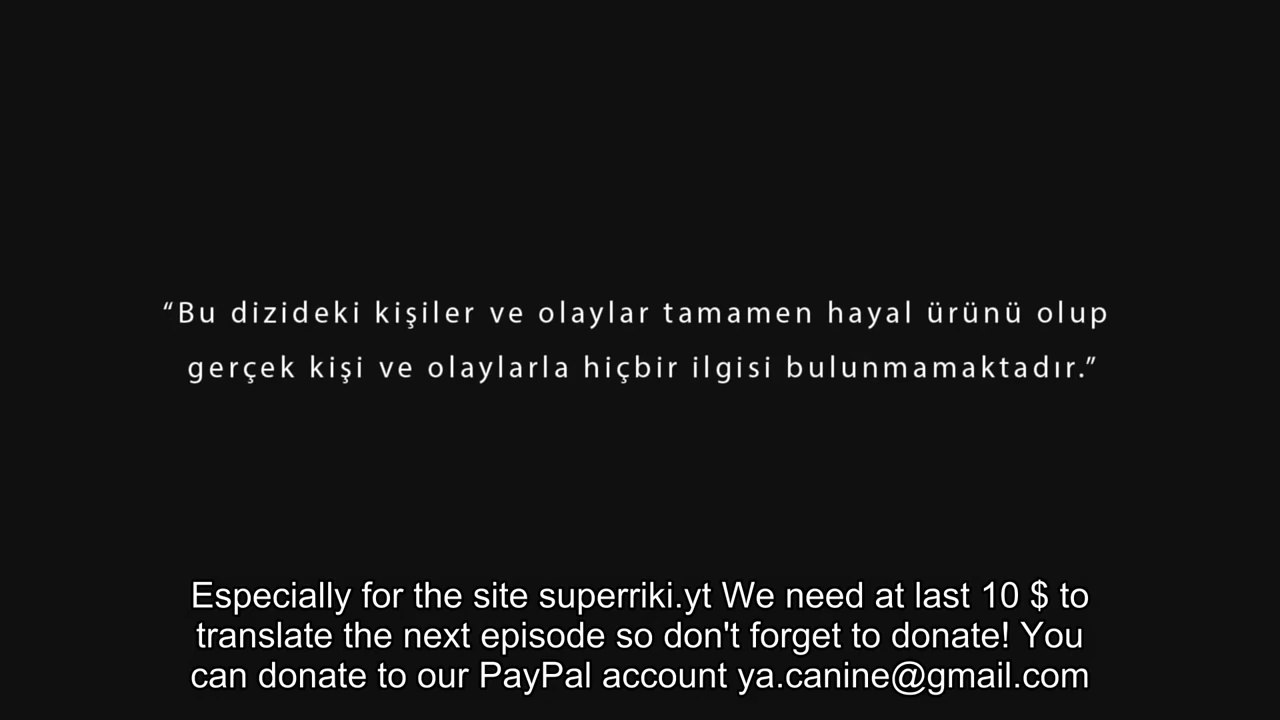 “Bu dizideki kişiler ve olaylar tamamen hayal ürünü olup
gerçek kişi ve olaylarla hiçbir ilgisi bulunmamaktadır.”
Especially for the site superriki.yt We need at last 10 $ to
translate the next episode so don't forget to donate! You
can donate to our PayPal account ya.canine@gmail.com